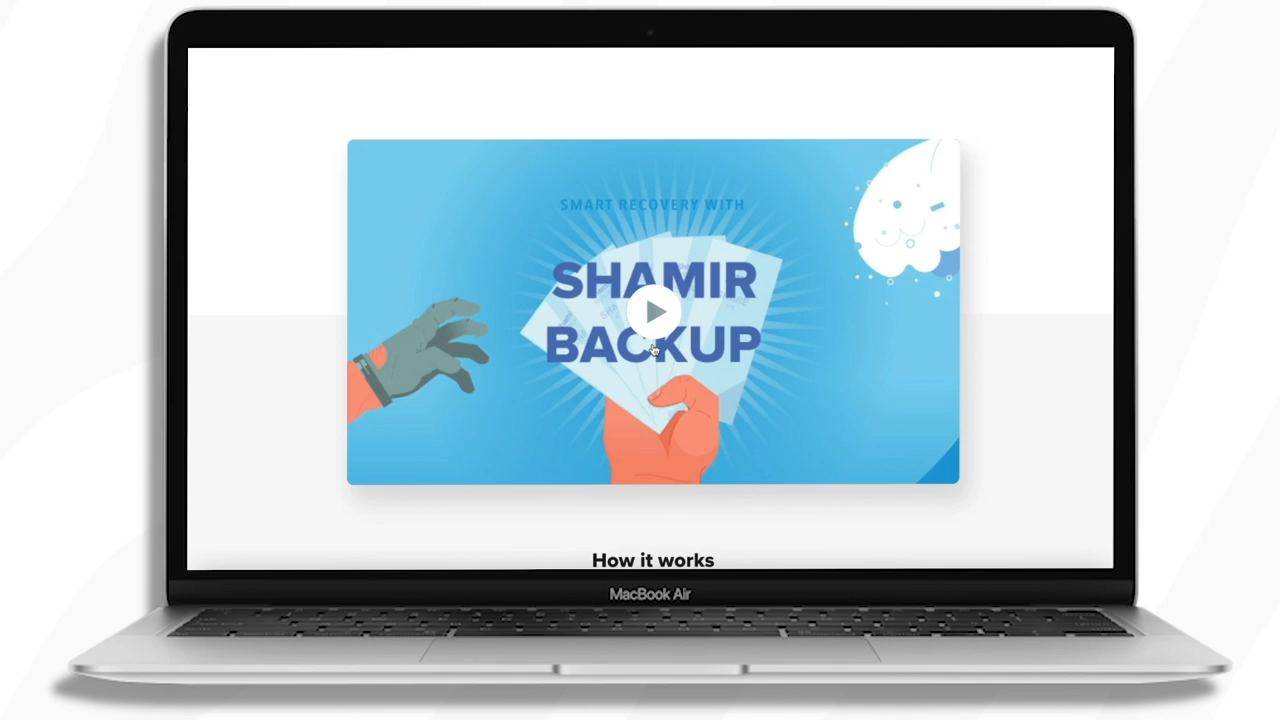 SMART RECOVERY WITH
SHAMIR
BACKUP
How it works
MacBook Air